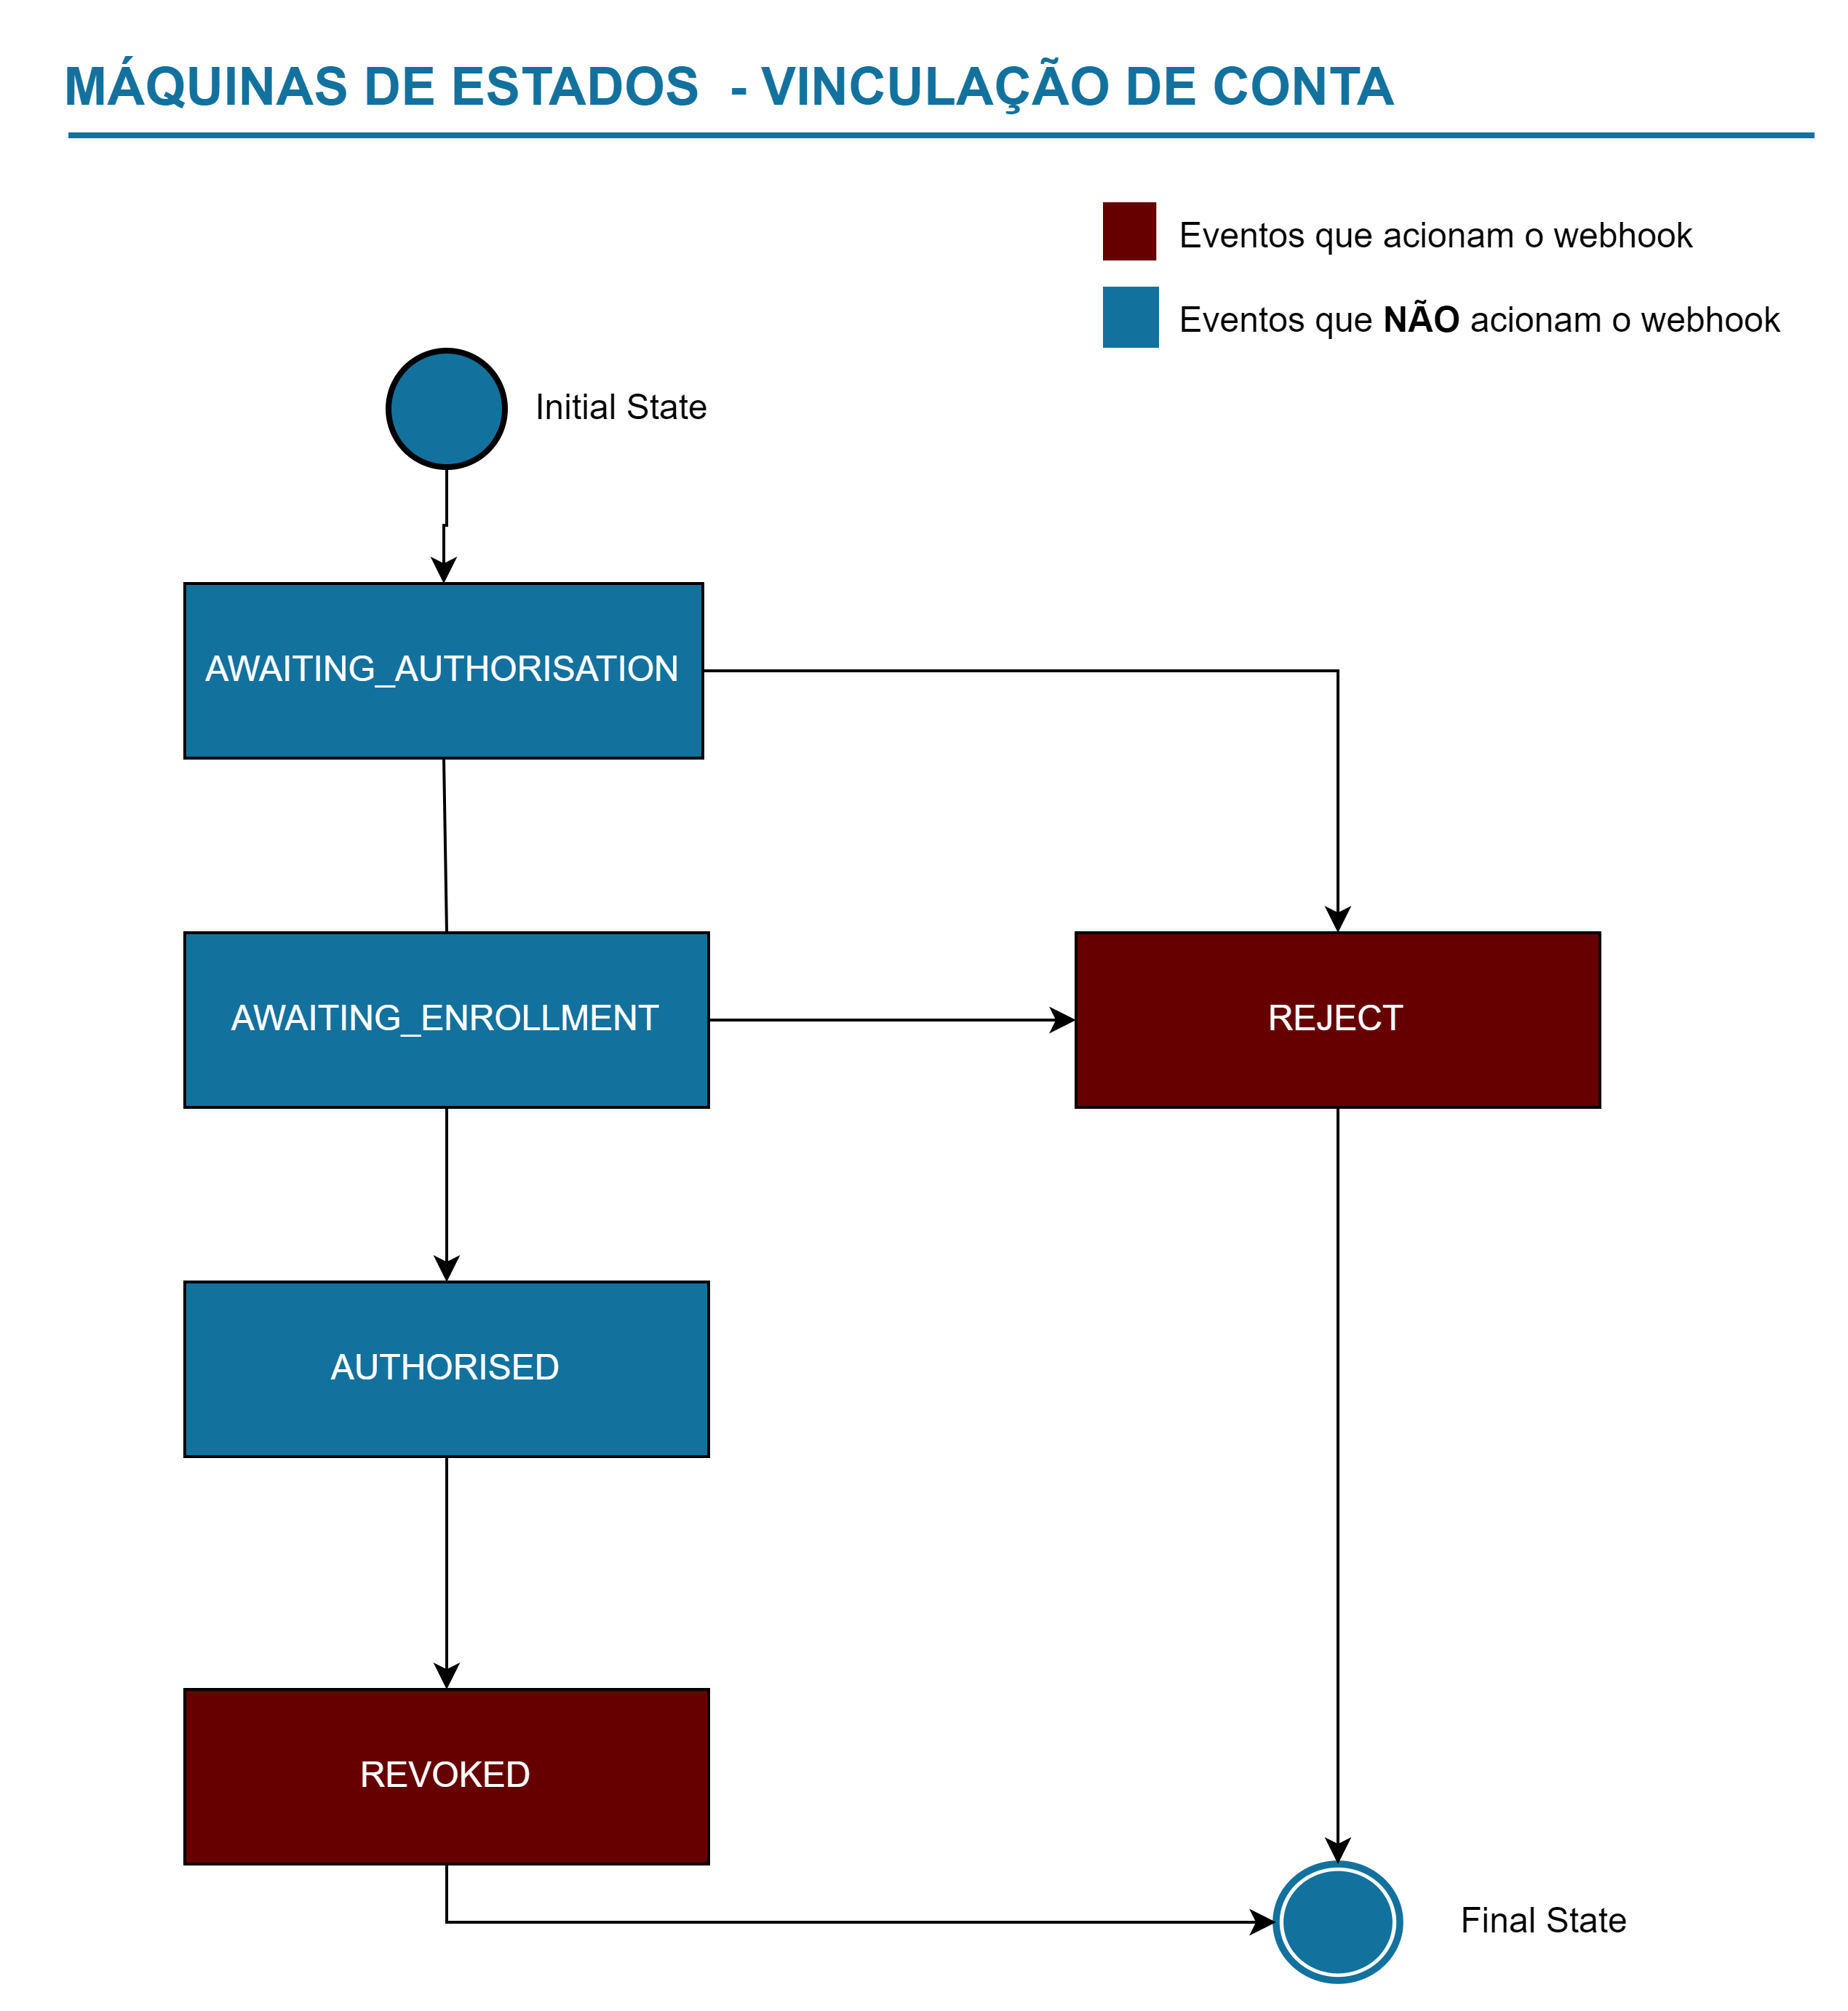 MÁQUINAS DE ESTADOS - VINCULAÇÃO DE CONTA
Eventos que acionam o webhook
Eventos que NÃO acionam o webhook
Initial State
AWAITING_AUTHORISATION
AWAITING_ENROLLMENT
REJECT
AUTHORISED
REVOKED
Final State